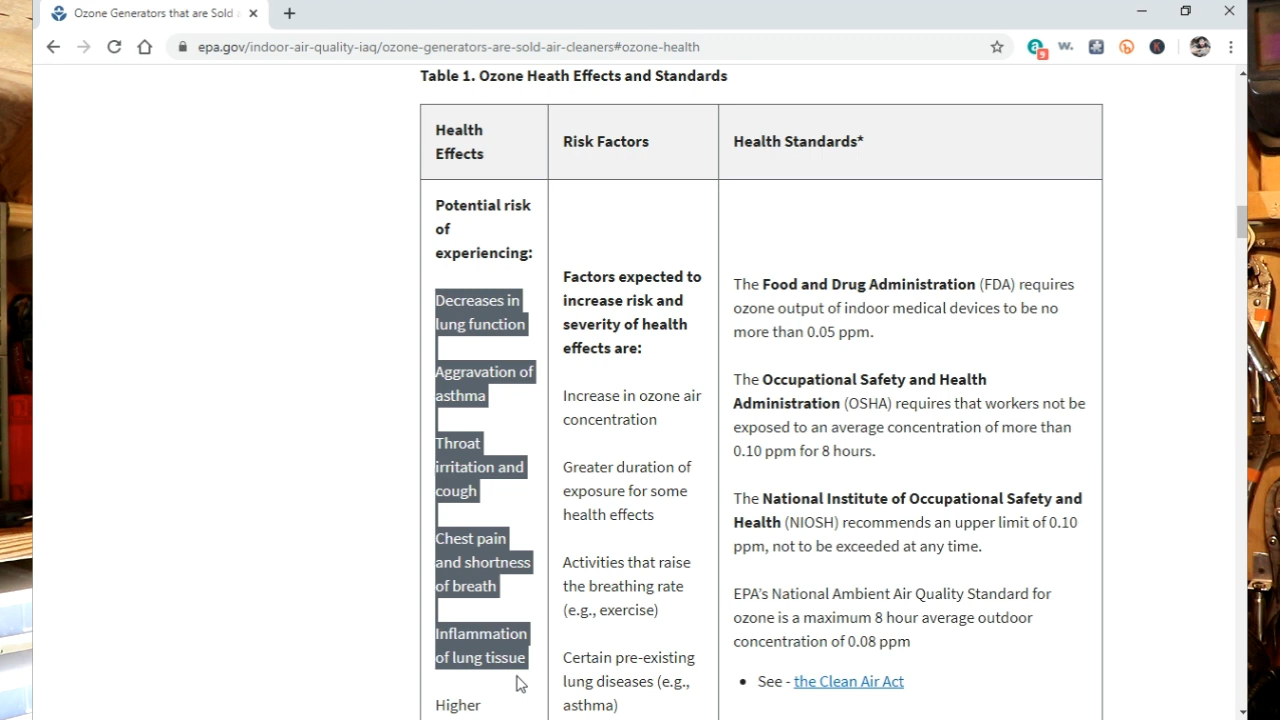 Ozone Generators that are Sold a
epa.gov/indoor-air-quality-iaq/ozone-generators-are-sold-air-cleaners#ozone-health
a
9
w.
K
Table 1. Ozone Heath Effects and Standards
Health
Effects
Risk Factors
Health Standards*
Potential risk
of
experiencing:
Decreases in
lung function
Aggravation of
asthma
Throat
irritation and
cough
Chest pain
and shortness
of breath
Inflammation
of lung tissue
Higher
Factors expected to
increase risk and
severity of health
effects are:
Increase in ozone air
concentration
Greater duration of
exposure for some
health effects
Activities that raise
the breathing rate
(e.g., exercise)
Certain pre-existing
lung diseases (e.g.,
asthma)
The Food and Drug Administration (FDA) requires
ozone output of indoor medical devices to be no
more than 0.05 ppm.
The Occupational Safety and Health
Administration (OSHA) requires that workers not be
exposed to an average concentration of more than
0.10 ppm for 8 hours.
The National Institute of Occupational Safety and
Health (NIOSH) recommends an upper limit of 0.10
ppm, not to be exceeded at any time.
EPA's National Ambient Air Quality Standard for
ozone is a maximum 8 hour average outdoor
concentration of 0.08 ppm
• See - the Clean Air Act